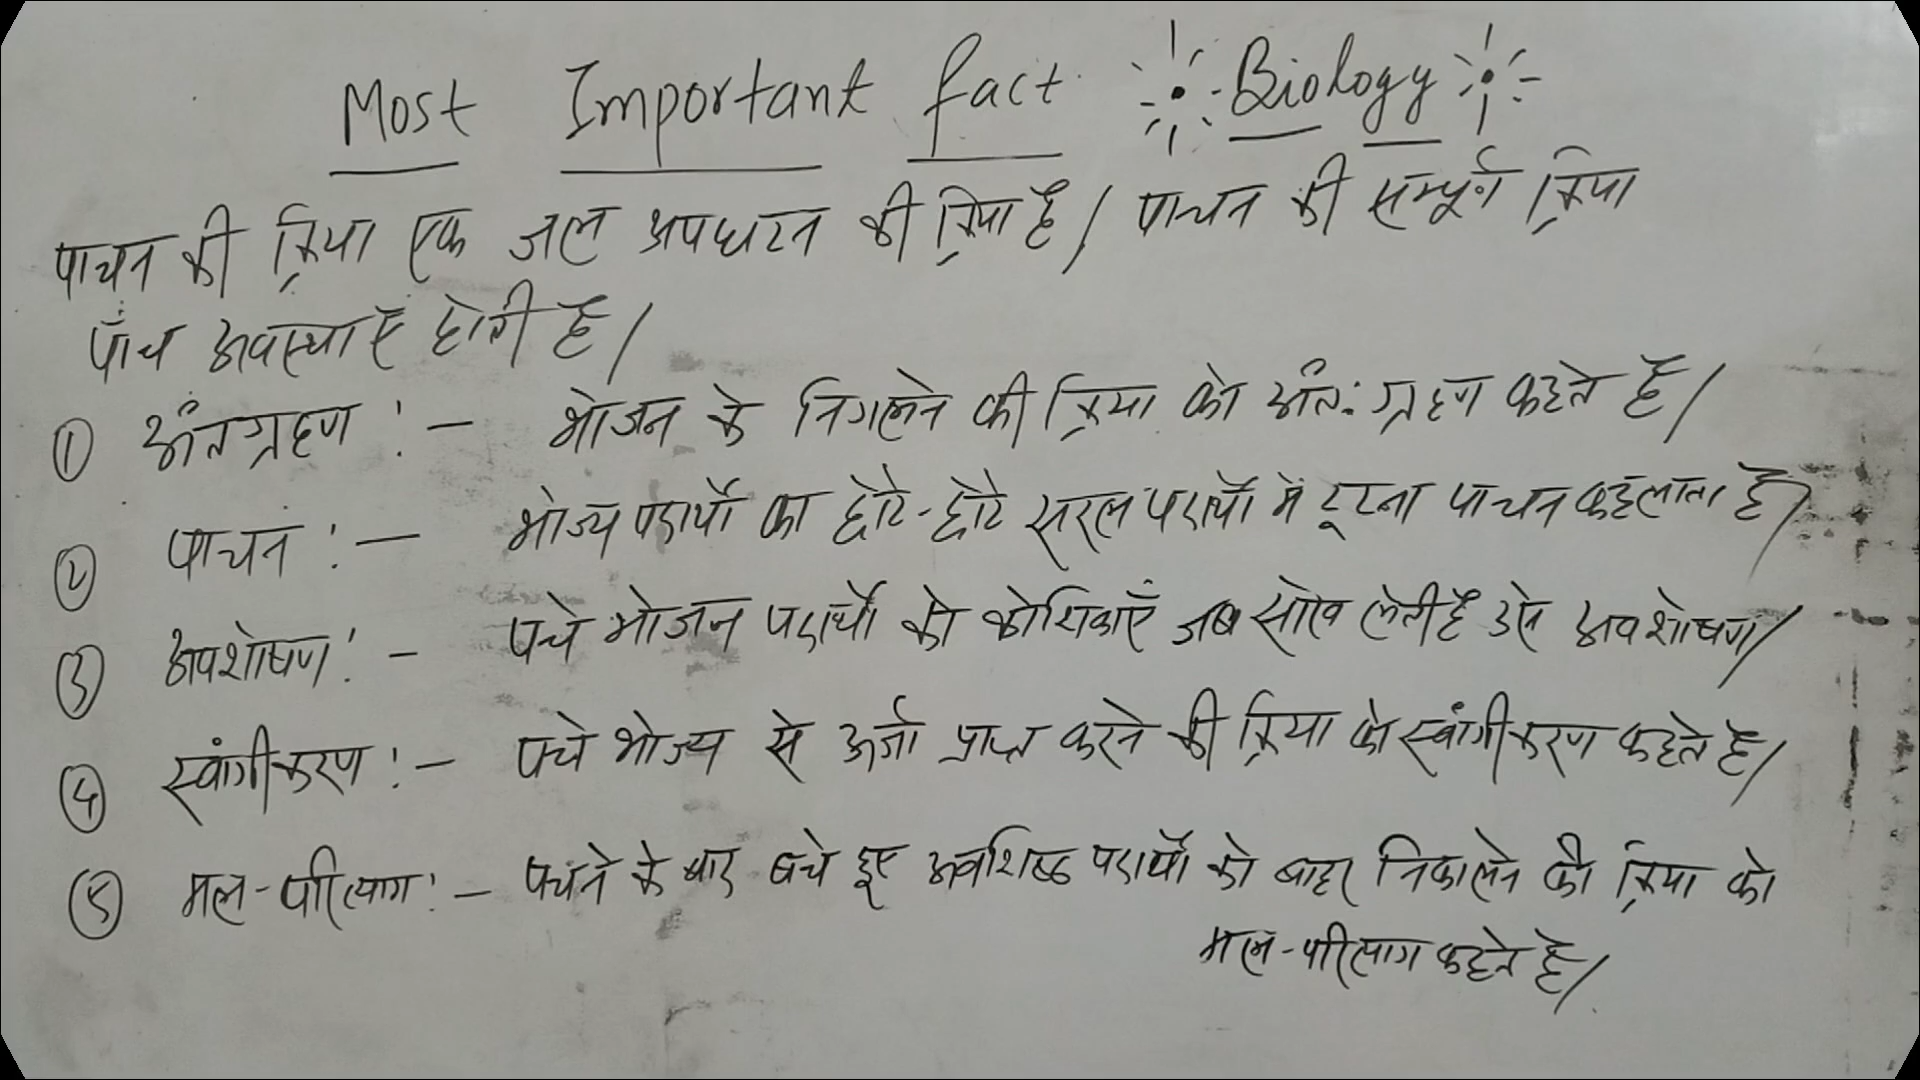 Most Important fact Biology
पाचन की क्रिया एक जल अपघटन की क्रिया है। पाचन की सम्पूर्ण क्रिया
पाँच अवस्थाएँ होती है।
① अंतग्रहण :- भोजन के निगलने की क्रिया को अंत: ग्रहण कहते है।
② पाचन :- भोज्य पदार्थो का छोटे-छोटे सरल पदार्थो में टूटना पाचन कहलाता है।
③ अवशोषण :- पचे भोजन पदार्थो को कोशिकाएँ जब सोख लेती है उसे अवशोषण।
④ स्वांगीकरण :- पचे भोज्य से ऊर्जा प्राप्त करने की क्रिया को स्वांगीकरण कहते है।
⑤ मल-परित्याग :- पचने के बाद बचे हुए अवशिष्ट पदार्थो को बाहर निकालने की क्रिया को
मल-परित्याग कहते है।